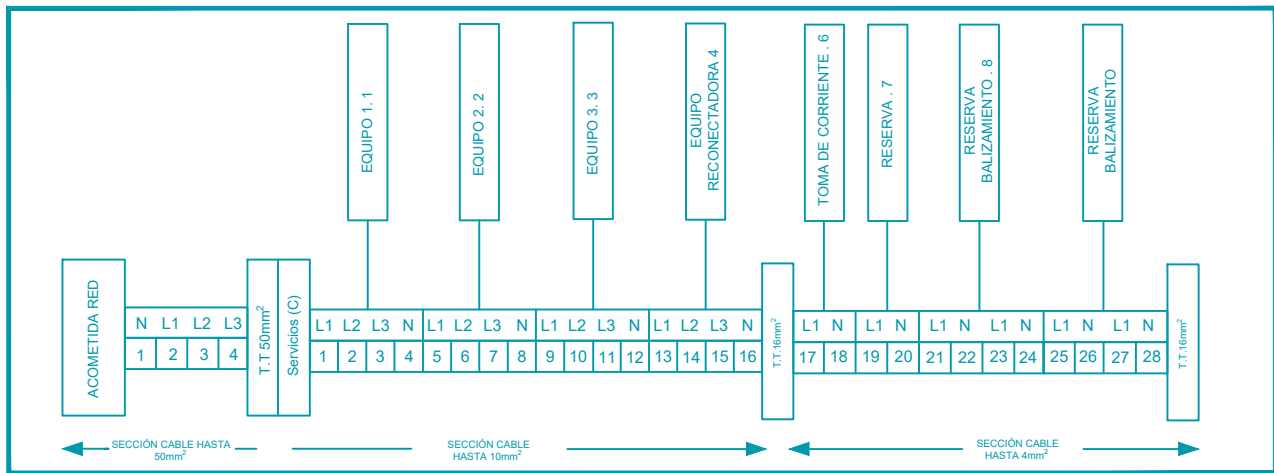 EQUIPO 1. 1
EQUIPO 2. 2
EQUIPO 3. 3
EQUIPO
RECONECTADORA 4
TOMA DE CORRIENTE . 6
RESERVA . 7
RESERVA
BALIZAMIENTO . 8
RESERVA
BALIZAMIENTO
ACOMETIDA RED
N L1 L2 L3
1 2 3 4
T.T 50mm²
Servicios (C)
L1 L2 L3 N L1 L2 L3 N L1 L2 L3 N L1 L2 L3 N
1 2 3 4 5 6 7 8 9 10 11 12 13 14 15 16
T.T.16mm²
L1 N L1 N L1 N L1 N L1 N L1 N
17 18 19 20 21 22 23 24 25 26 27 28
T.T.16mm²
SECCIÓN CABLE HASTA
50mm²
SECCIÓN CABLE
HASTA 10mm²
SECCIÓN CABLE
HASTA 4mm²